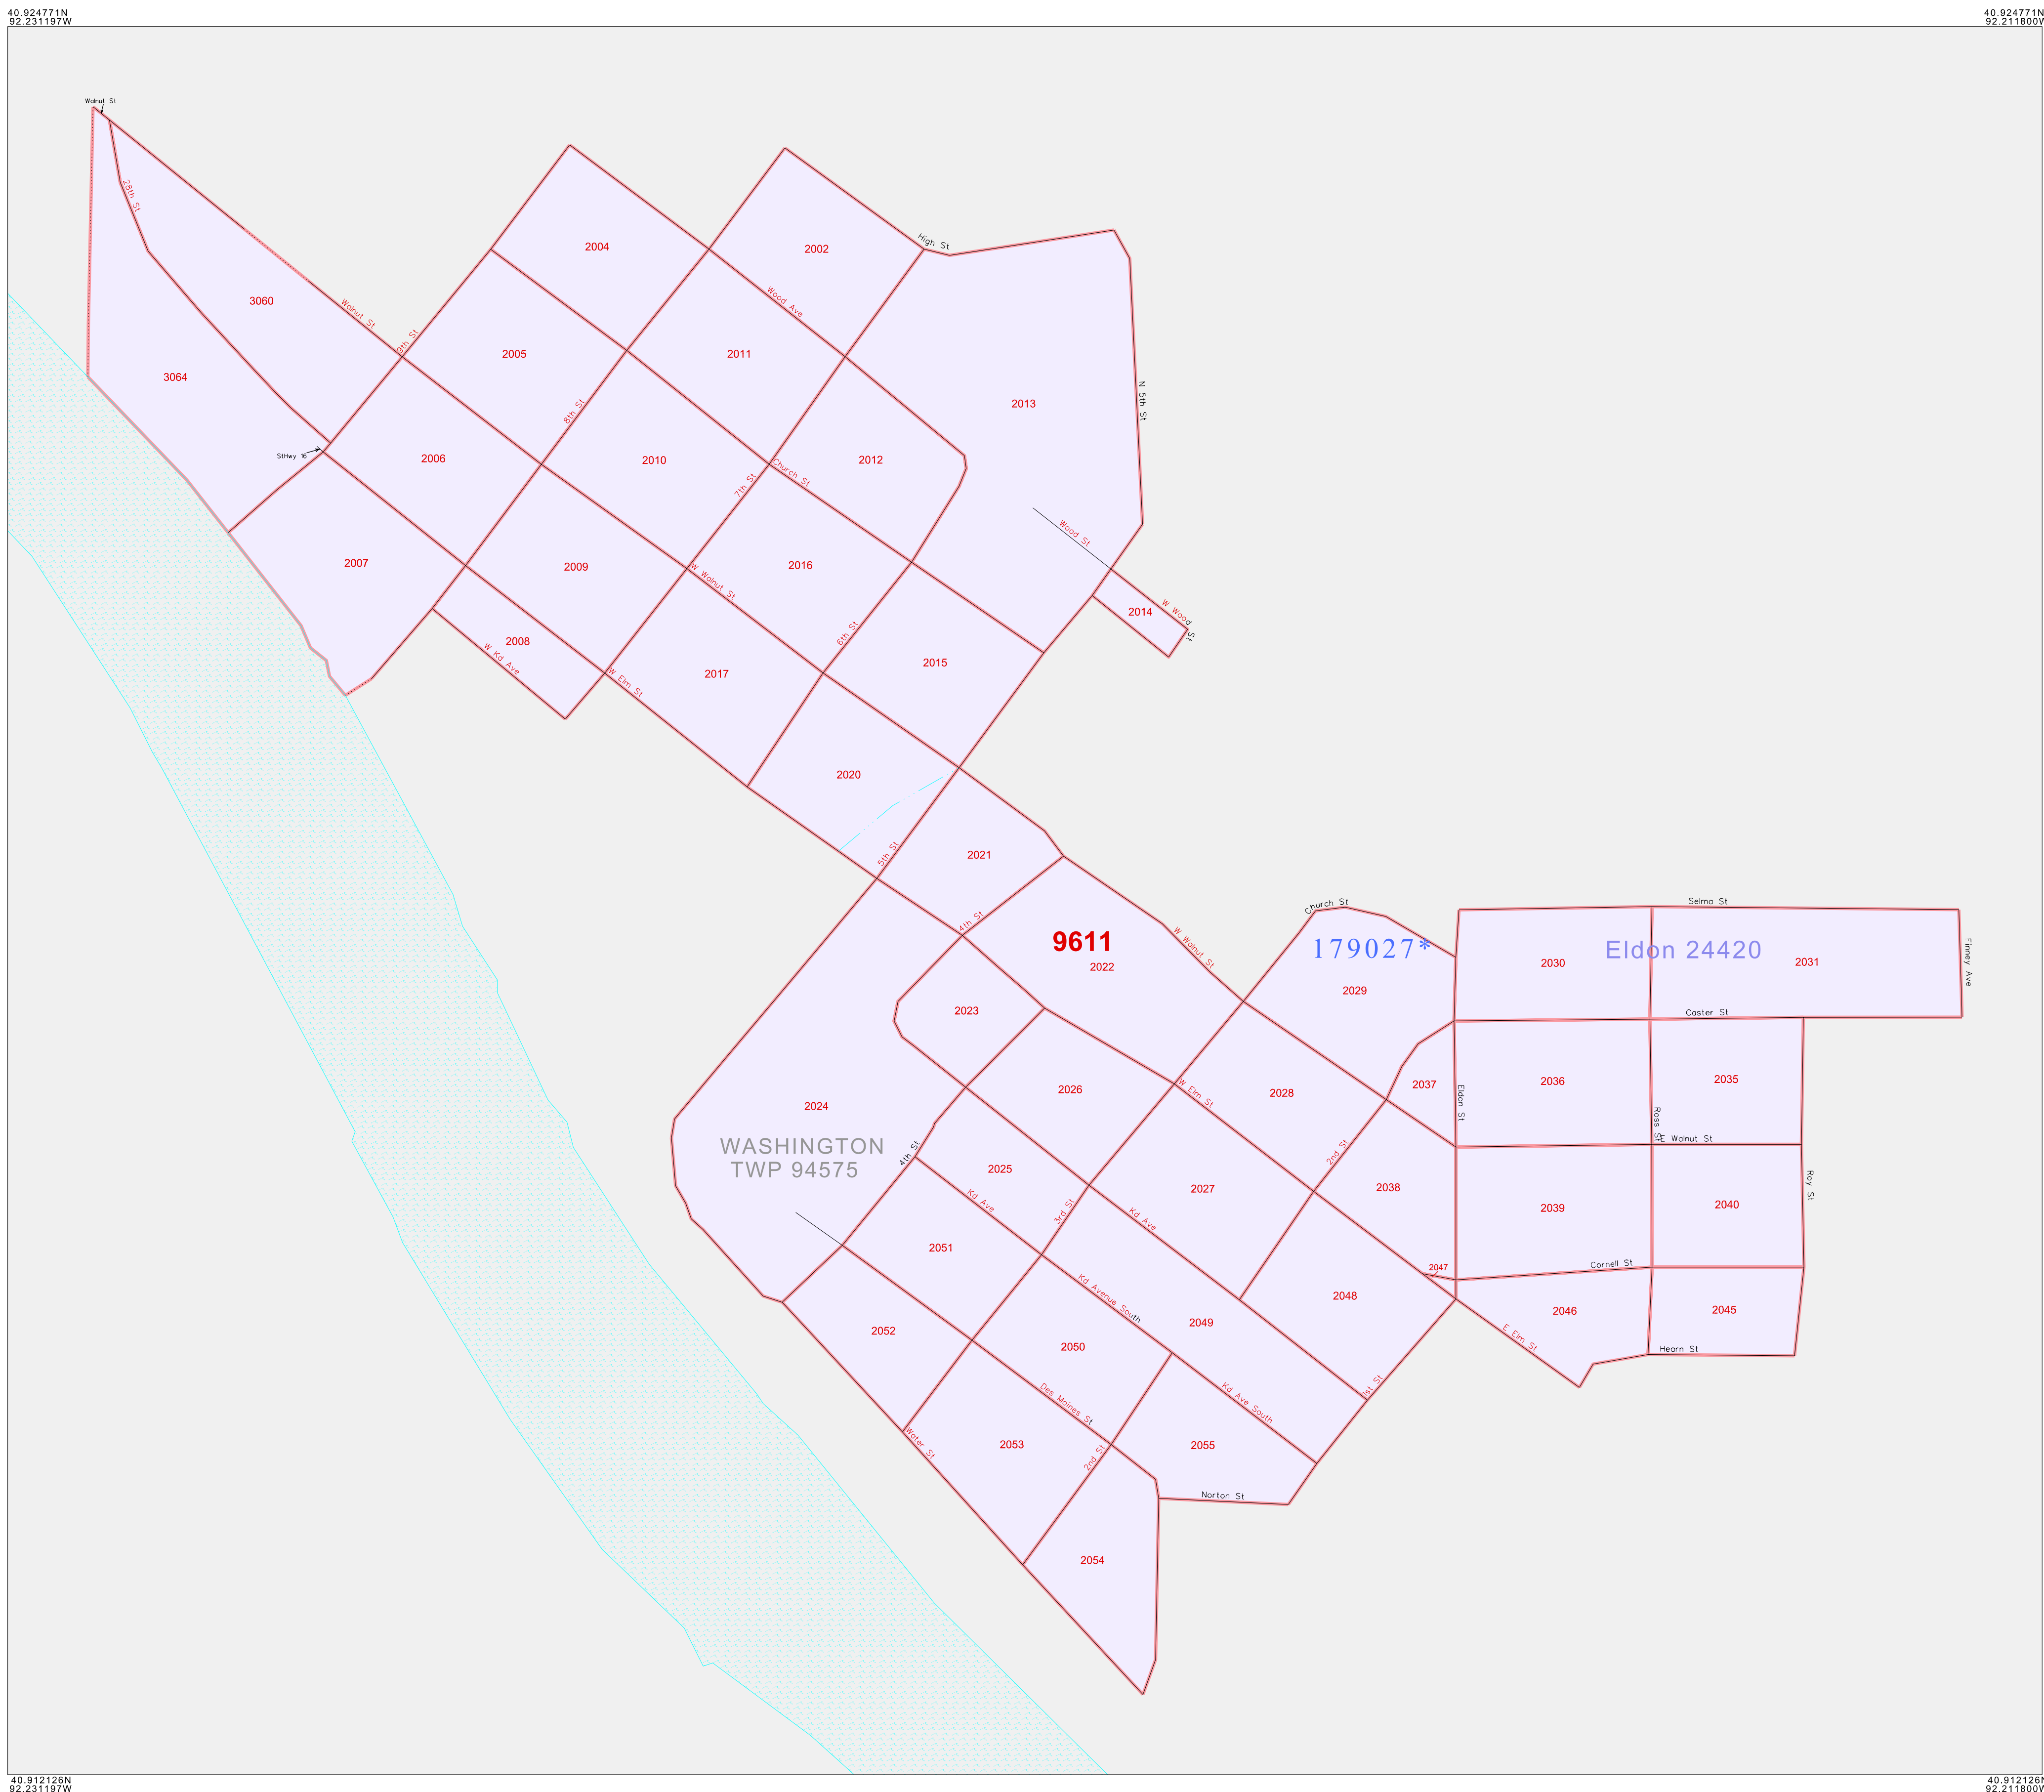 40.924771N
92.231197W
40.924771N
92.211800W
Walnut St
28th St
3060
Walnut St
9th St
3064
StHwy 16
2004
2002
High St
Wood Ave
2005
2011
2013
N 5th St
8th St
2006
2010
7th St
Church St
2012
Wood St
2007
2009
W Walnut St
2016
W Wood St
2014
2008
W Kd Ave
W Elm St
2017
6th St
2015
2020
5th St
2021
4th St
9611
2022
W Walnut St
Church St
179027*
2029
Selma St
Eldon 24420
2030
2031
Finney Ave
2023
Caster St
2024
2026
W Elm St
2028
2037
Eldon St
2036
Ross St
2035
E Walnut St
WASHINGTON
TWP 94575
4th St
2025
Kd Ave
3rd St
Kd Ave
2027
2nd St
2038
2039
2040
Roy St
2051
Kd Avenue South
2047
Cornell St
2052
2050
2049
2048
2046
2045
E Elm St
Hearn St
Water St
Des Moines St
Kd Ave South
1st St
2053
2nd St
2055
Norton St
2054
40.912126N
92.231197W
40.912126N
92.211800W